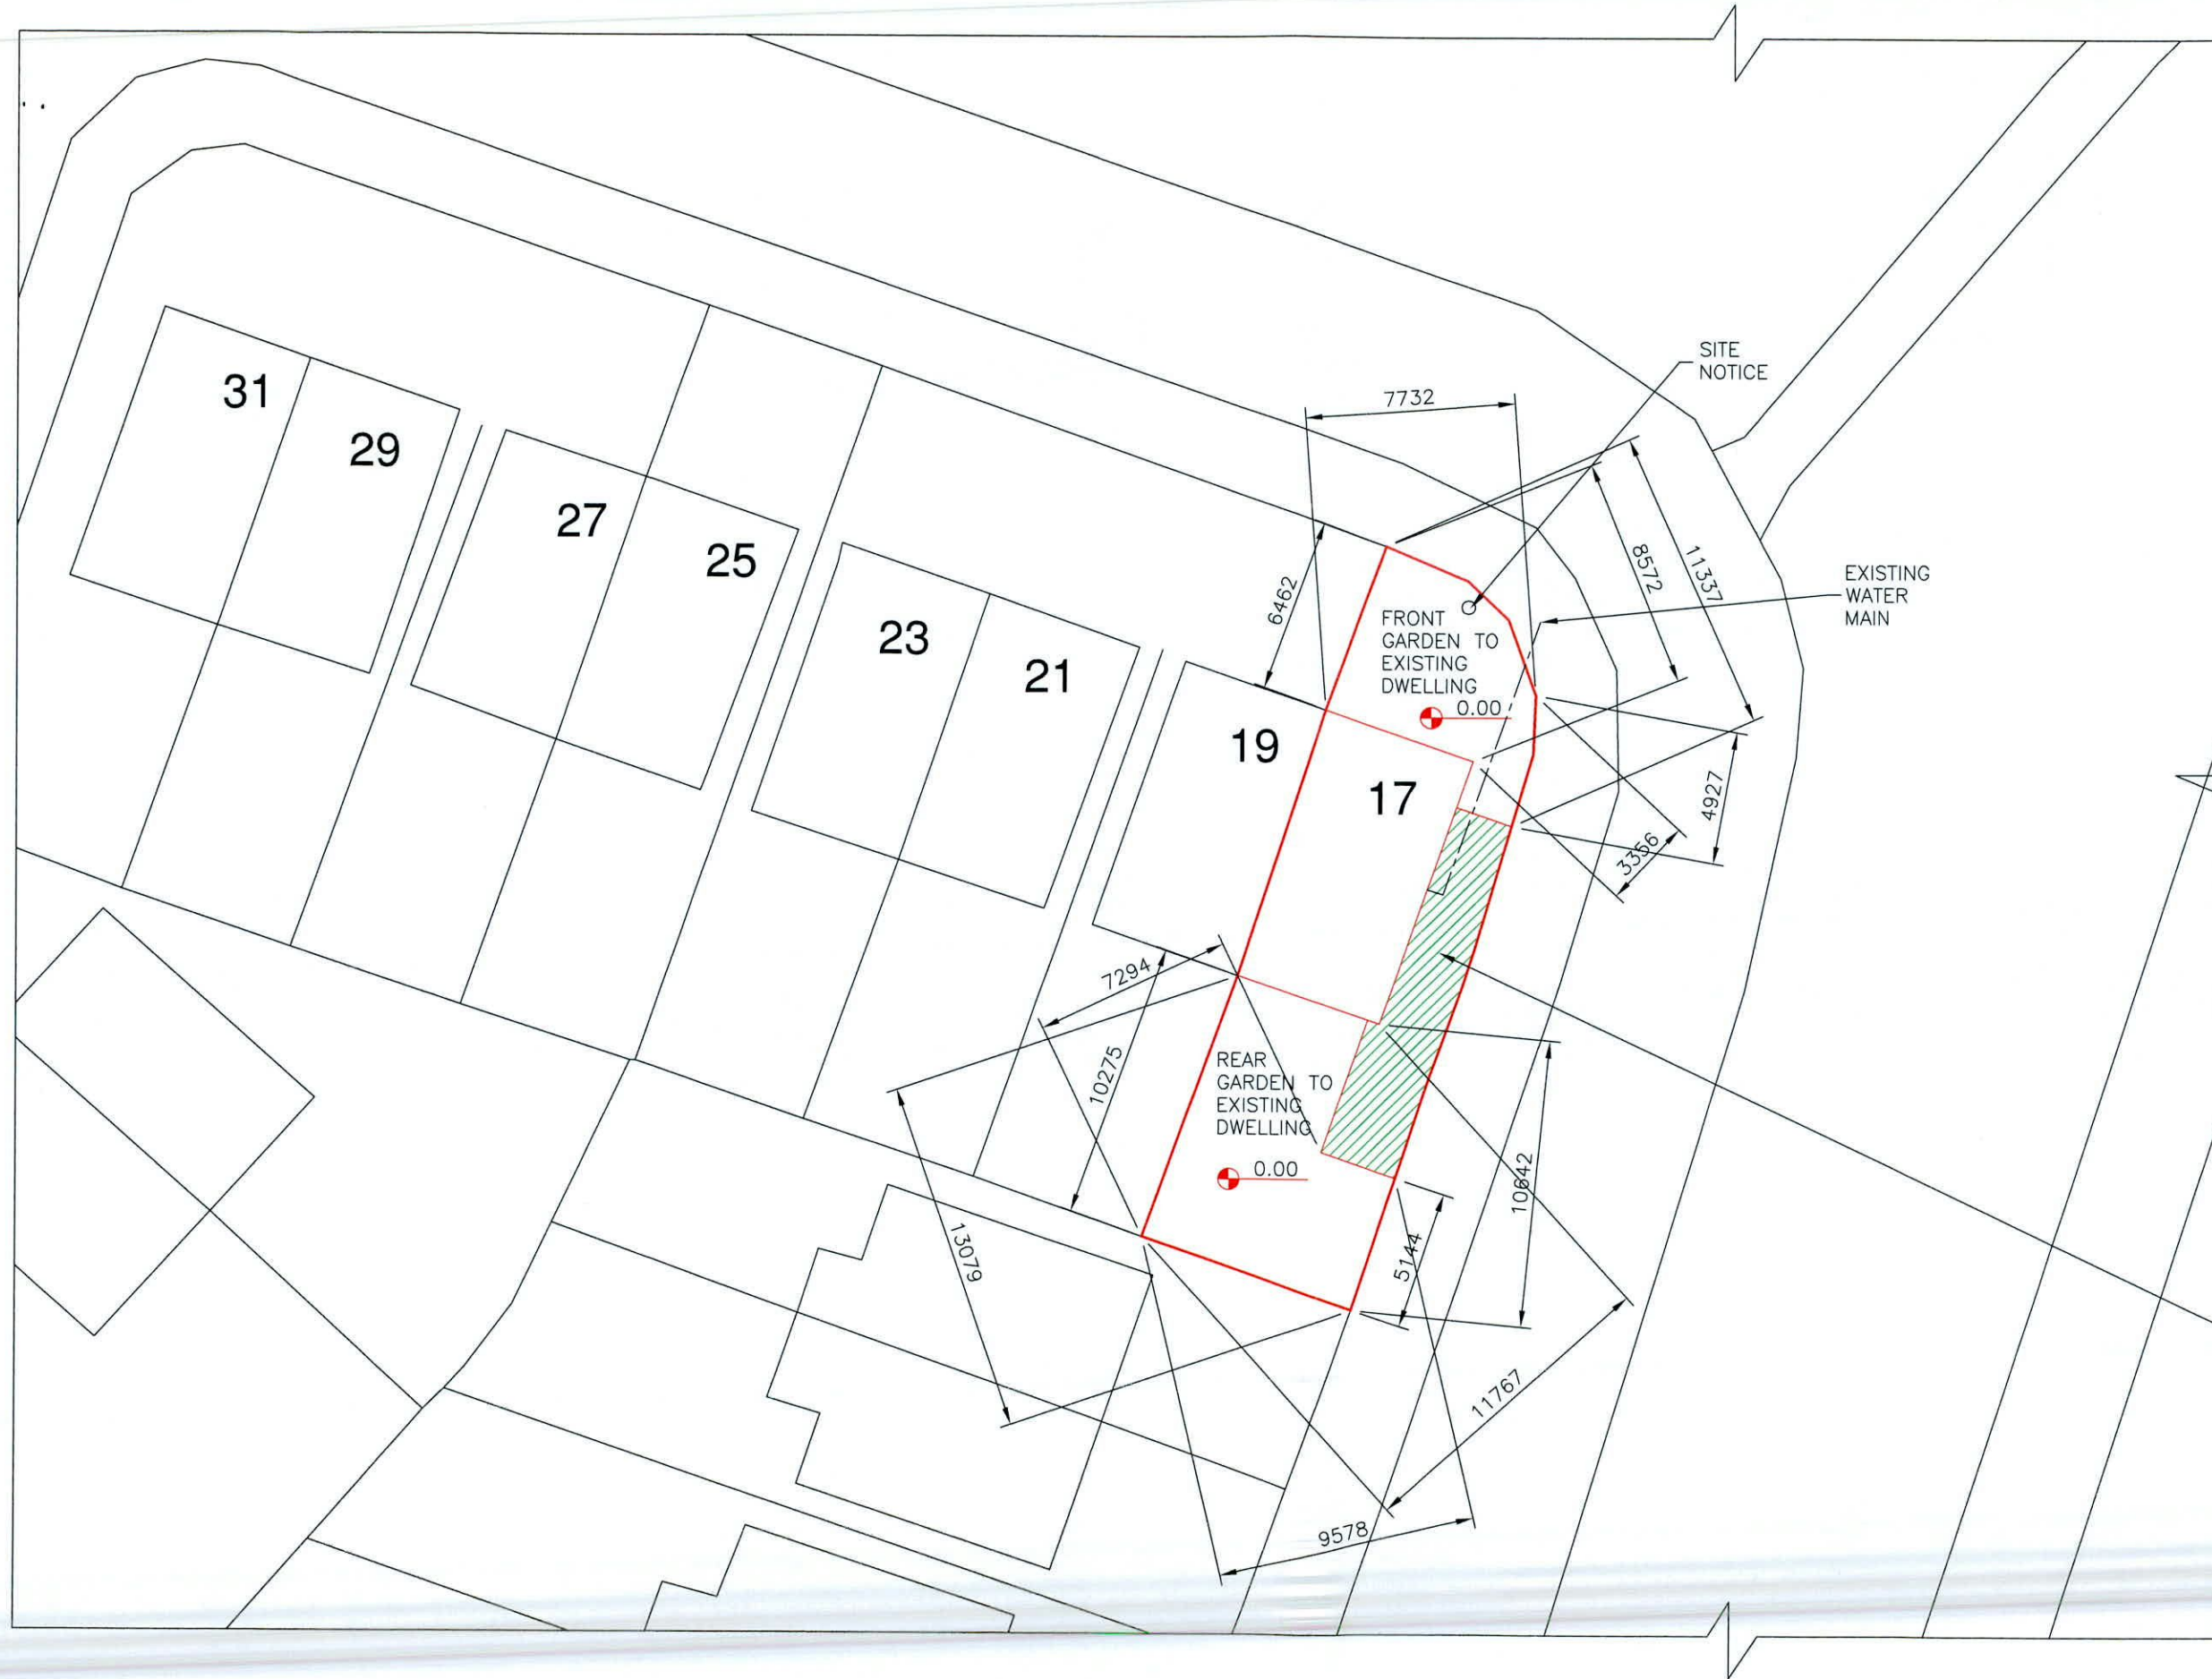 SITE
NOTICE
7732
31
29
27
25
23
21
19
17
6462
8572
11337
EXISTING
WATER
MAIN
FRONT
GARDEN TO
EXISTING
DWELLING
0.00
4927
3356
7294
10275
REAR
GARDEN TO
EXISTING
DWELLING
0.00
10642
5144
13079
11767
9578